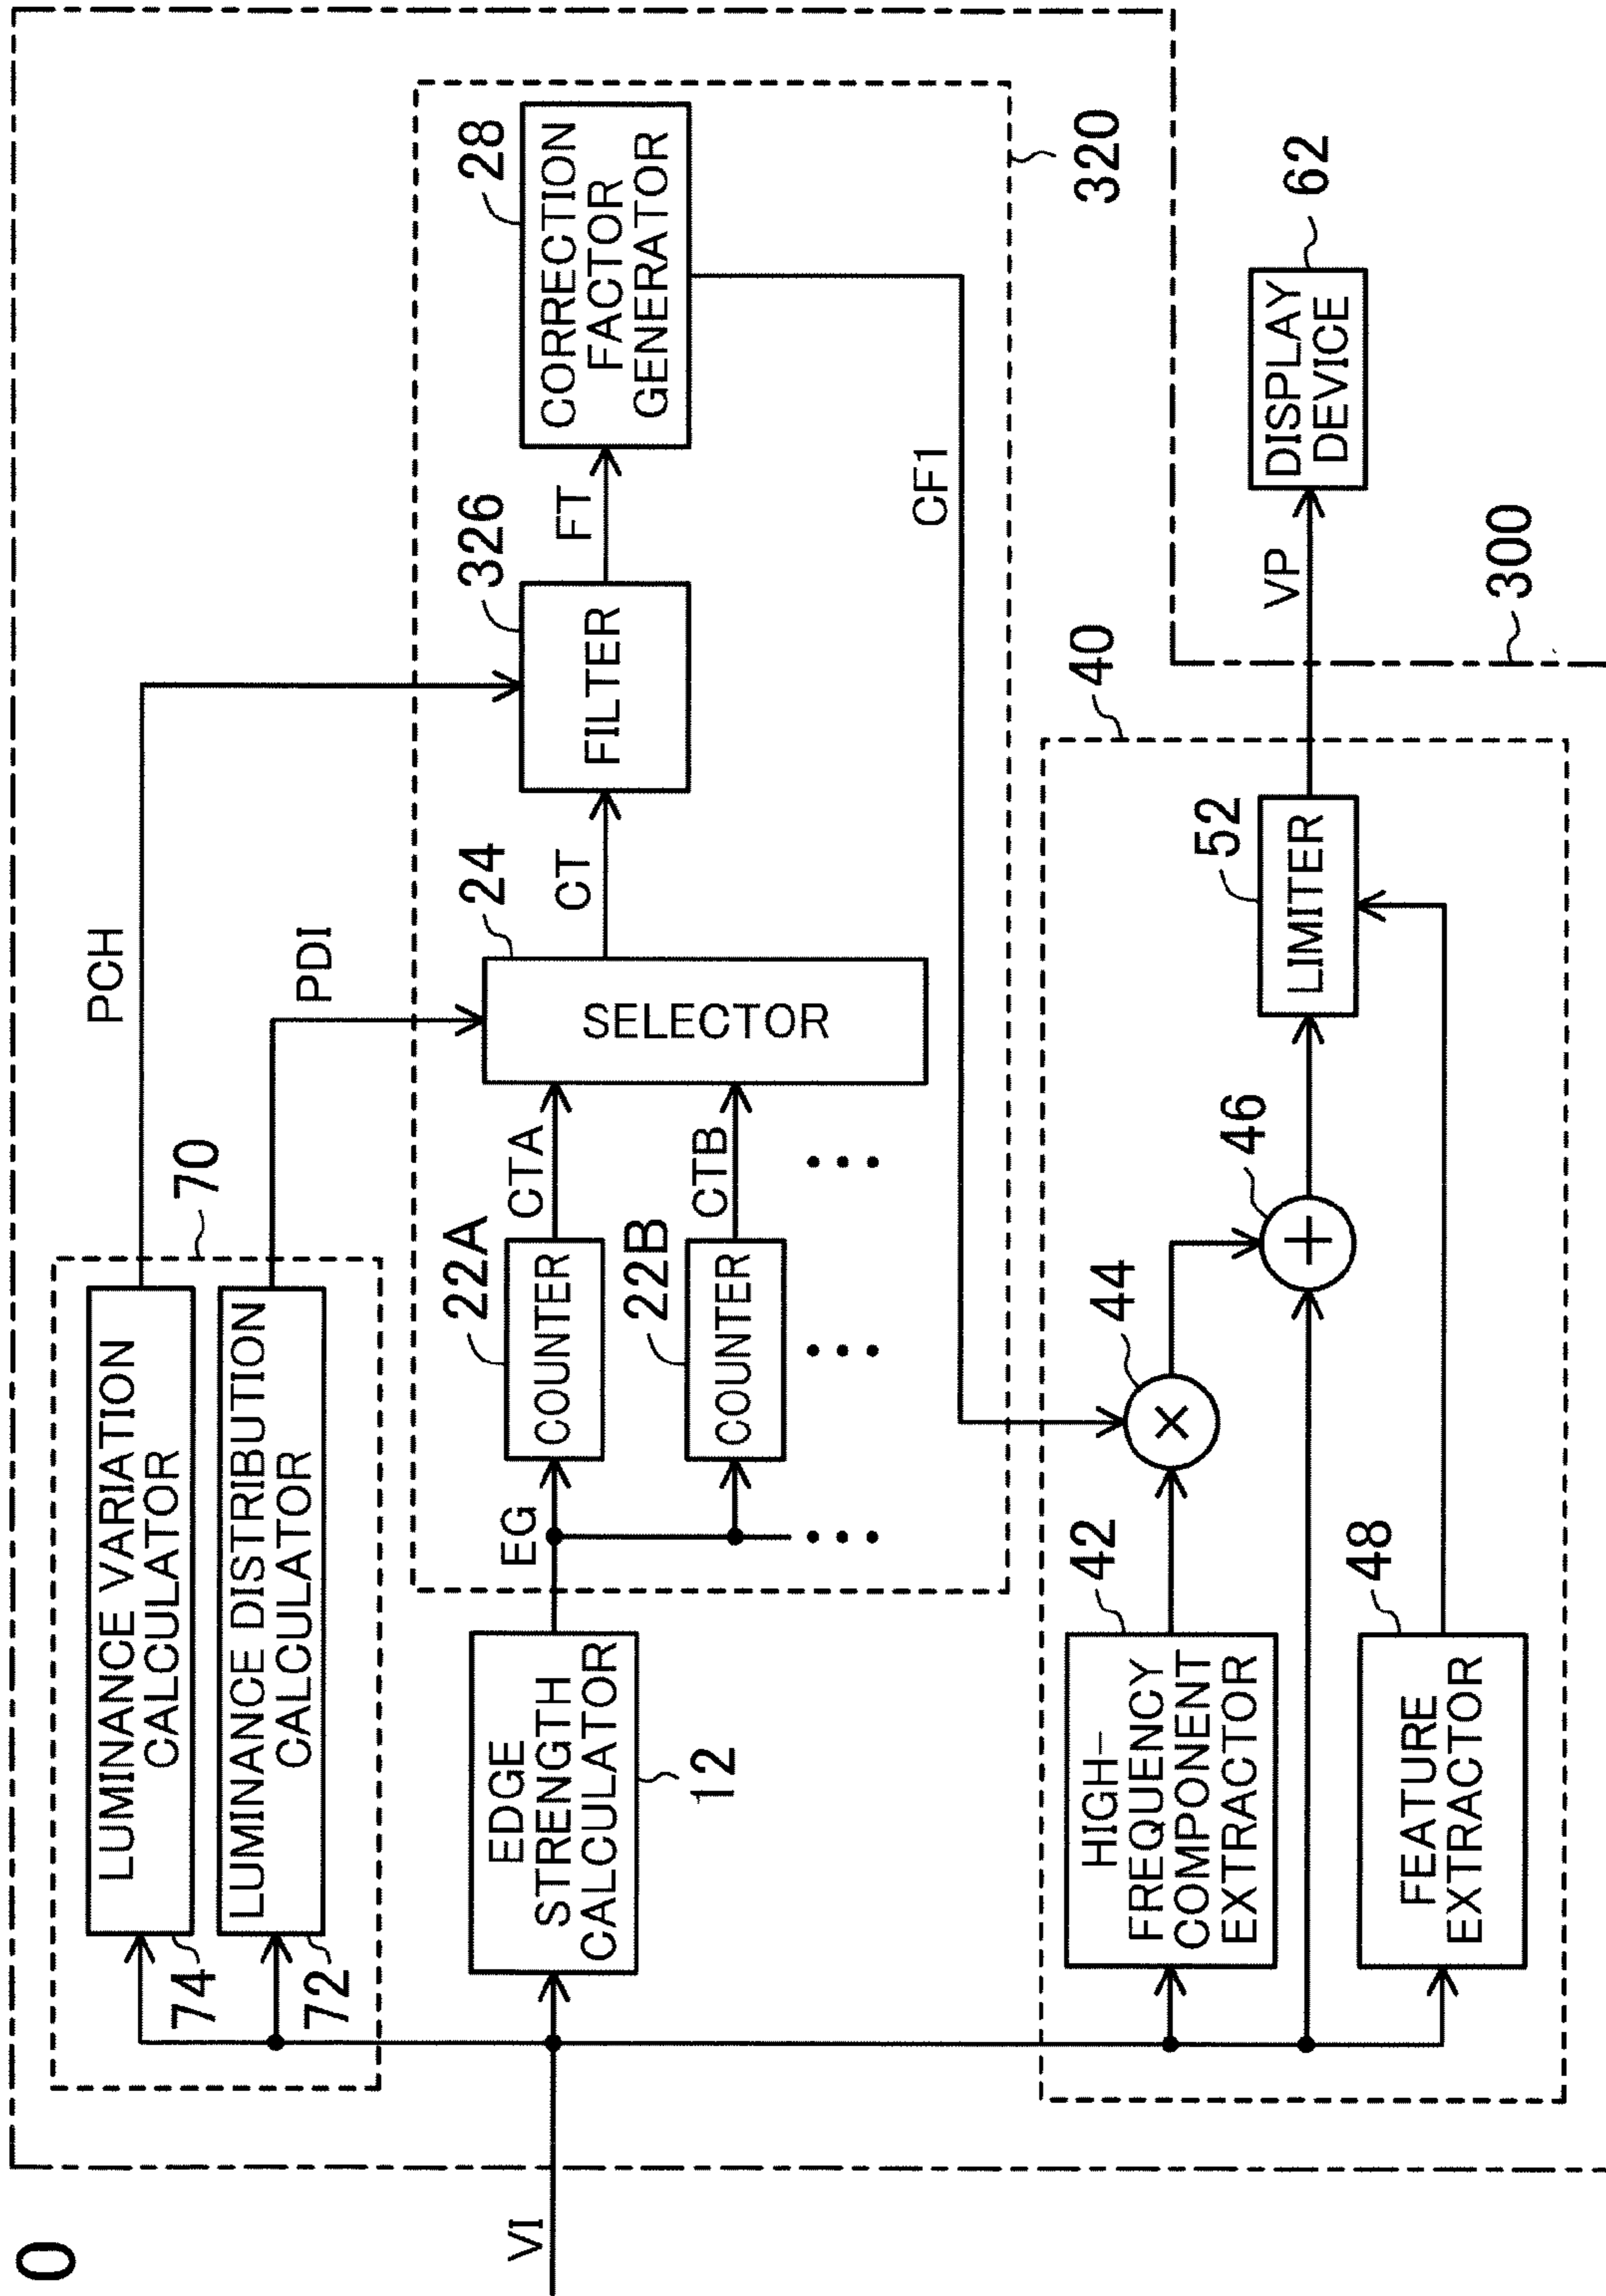 0
VI
70
74
LUMINANCE VARIATION
CALCULATOR
PCH
72
LUMINANCE DISTRIBUTION
CALCULATOR
PDI
EDGE
STRENGTH
CALCULATOR
12
EG
22A
COUNTER
CTA
22B
COUNTER
CTB
24
SELECTOR
CT
326
FILTER
FT
28
CORRECTION
FACTOR
GENERATOR
CF1
320
40
42
HIGH-
FREQUENCY
COMPONENT
EXTRACTOR
44
×
46
+
48
FEATURE
EXTRACTOR
52
LIMITER
VP
62
DISPLAY
DEVICE
300